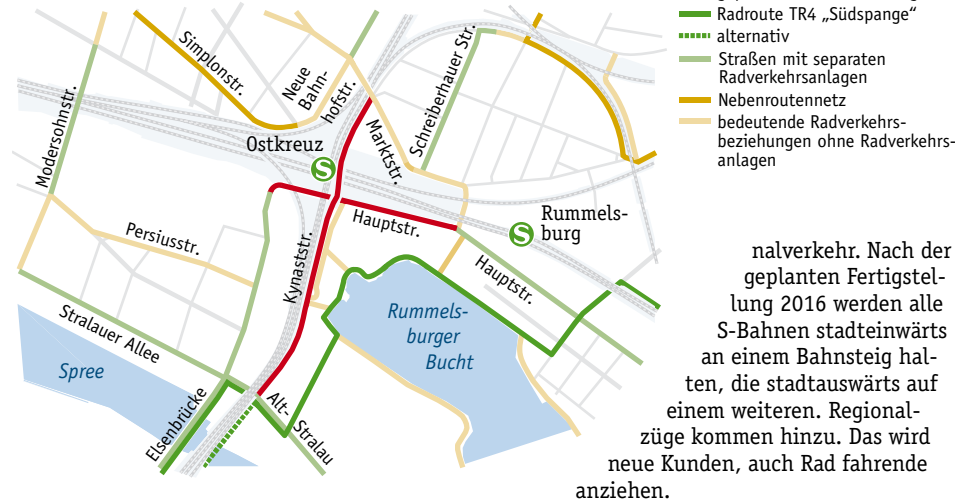 Radroute TR4 „Südspange“
alternativ
Straßen mit separaten
Radverkehrsanlagen
Nebenroutennetz
bedeutende Radverkehrs-
beziehungen ohne Radverkehrs-
anlagen
Simplonstr.
Neue
Bahn-
hofstr.
Modersohnstr.
Ostkreuz
S
Marktstr.
Schreiberhauer Str.
Persiusstr.
Hauptstr.
S
Rummels-
burg
Kynaststr.
Hauptstr.
Stralauer Allee
Rummels-
burger
Bucht
Spree
Elsenbrücke
Alt-
Stralau
nalverkehr. Nach der
geplanten Fertigstel-
lung 2016 werden alle
S-Bahnen stadteinwärts
an einem Bahnsteig hal-
ten, die stadtauswärts auf
einem weiteren. Regional-
züge kommen hinzu. Das wird
neue Kunden, auch Rad fahrende
anziehen.